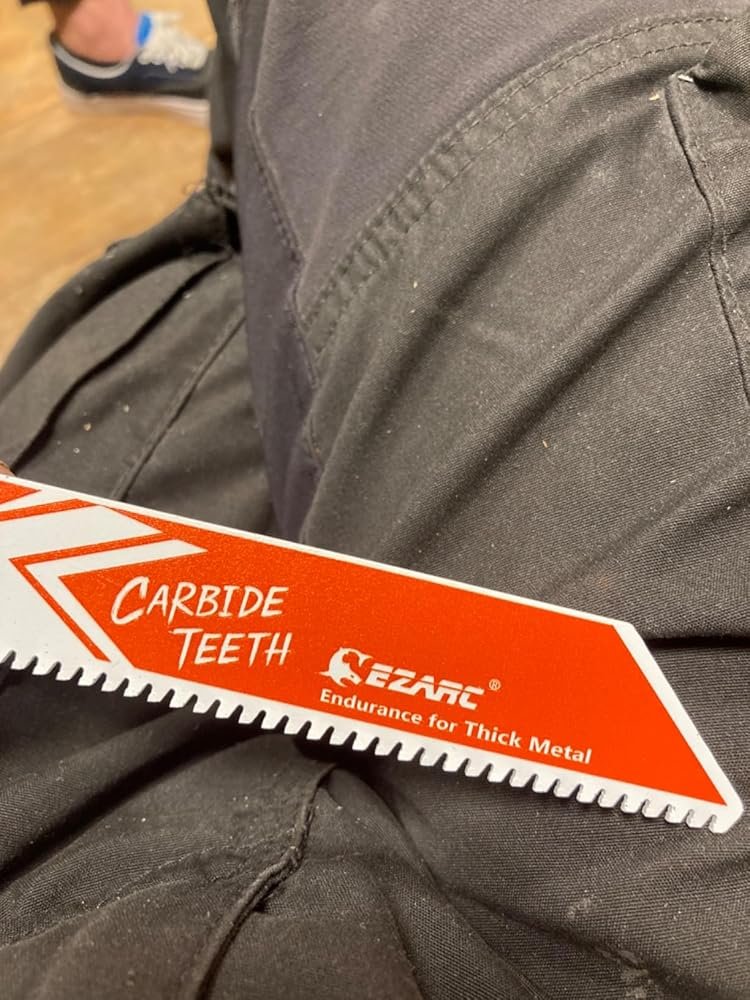 CARBIDE
TEETH
EZARC®
Endurance for Thick Metal